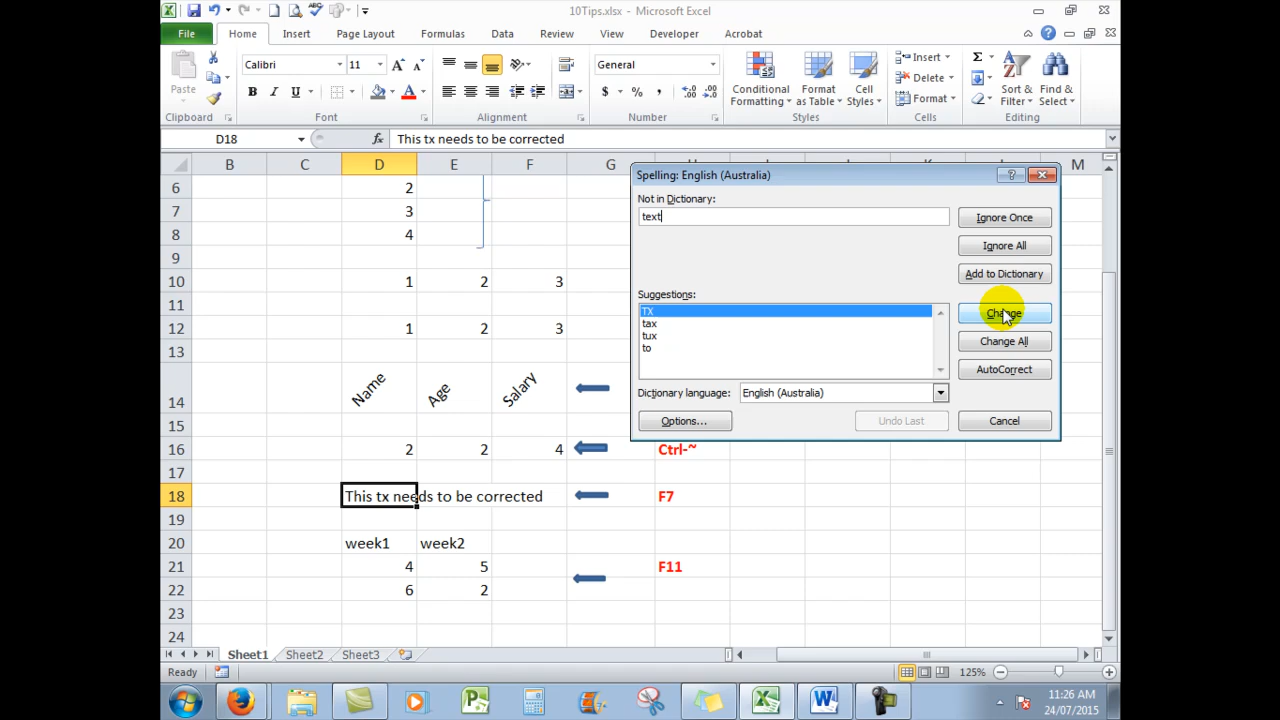 10Tips.xlsx - Microsoft Excel
File Home Insert Page Layout Formulas Data Review View Developer Acrobat
Paste
Calibri 11
B I U A
General
$ % ,
Conditional Formatting
Format as Table
Cell Styles
Insert
Delete
Format
Sort & Filter
Find & Select
Clipboard Font Alignment Number Styles Cells Editing
D18 fx This tx needs to be corrected
B C D E F G M
6 2
7 3
8 4
9
10 1 2 3
11
12 1 2 3
13
14 Name Age Salary
15
16 2 2 4 Ctrl-~
17
18 This tx needs to be corrected F7
19
20 week1 week2
21 4 5 F11
22 6 2
23
24
Spelling: English (Australia)
Not in Dictionary:
text
Ignore Once
Ignore All
Add to Dictionary
Suggestions:
TX
tax
tux
to
Change
Change All
AutoCorrect
Dictionary language: English (Australia)
Options... Undo Last Cancel
Sheet1 Sheet2 Sheet3
Ready 125%
11:26 AM
24/07/2015